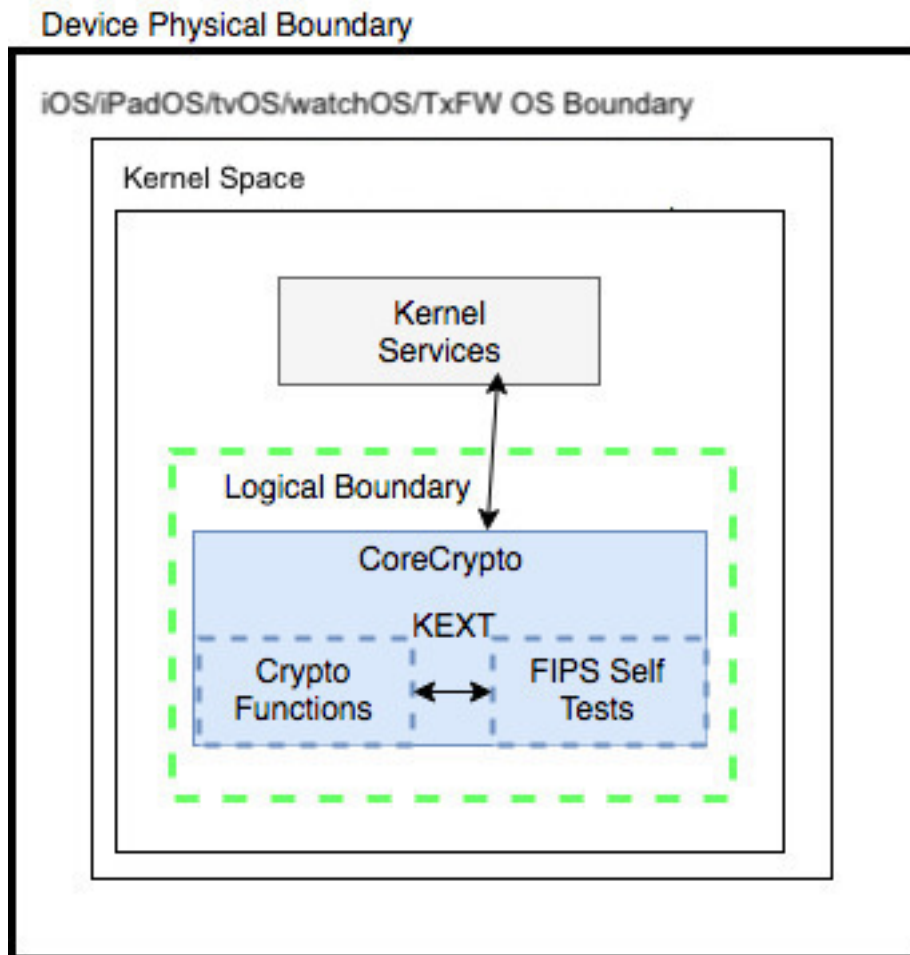 Device Physical Boundary
iOS/iPadOS/tvOS/watchOS/TxFW OS Boundary
Kernel Space
Kernel
Services
Logical Boundary
CoreCrypto
KEXT
Crypto
Functions
FIPS Self
Tests